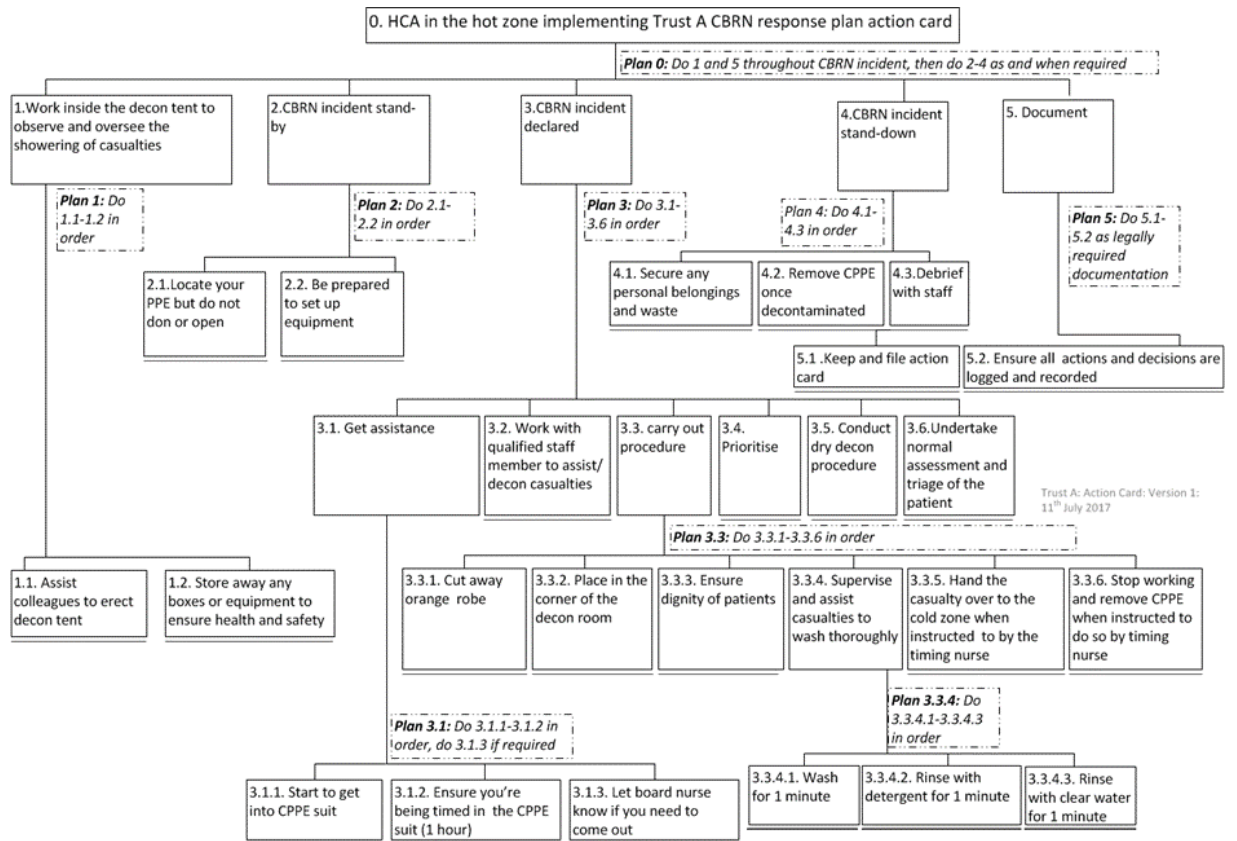 0. HCA in the hot zone implementing Trust A CBRN response plan action card
Plan 0: Do 1 and 5 throughout CBRN incident, then do 2-4 as and when required
1.Work inside the decon tent to
observe and oversee the
showering of casualties
2.CBRN incident stand-
by
3.CBRN incident
declared
4.CBRN incident
stand-down
5. Document
Plan 1: Do
1.1-1.2 in
order
Plan 2: Do 2.1-
2.2 in order
Plan 3: Do 3.1-
3.6 in order
Plan 4: Do 4.1-
4.3 in order
Plan 5: Do 5.1-
5.2 as legally
required
documentation
2.1.Locate your
PPE but do not
don or open
2.2. Be prepared
to set up
equipment
4.1. Secure any
personal belongings
and waste
4.2. Remove CPPE
once
decontaminated
4.3.Debrief
with staff
5.1 .Keep and file action
card
5.2. Ensure all actions and decisions are
logged and recorded
3.1. Get assistance
3.2. Work with
qualified staff
member to assist/
decon casualties
3.3. carry out
procedure
3.4.
Prioritise
3.5. Conduct
dry decon
procedure
3.6.Undertake
normal
assessment and
triage of the
patient
Trust A: Action Card: Version 1:
11th July 2017
Plan 3.3: Do 3.3.1-3.3.6 in order
1.1. Assist
colleagues to erect
decon tent
1.2. Store away any
boxes or equipment to
ensure health and safety
3.3.1. Cut away
orange robe
3.3.2. Place in the
corner of the
decon room
3.3.3. Ensure
dignity of patients
3.3.4. Supervise
and assist
casualties to
wash thoroughly
3.3.5. Hand the
casualty over to the
cold zone when
instructed to by the
timing nurse
3.3.6. Stop working
and remove CPPE
when instructed to
do so by timing
nurse
Plan 3.1: Do 3.1.1-3.1.2 in
order, do 3.1.3 if required
Plan 3.3.4: Do
3.3.4.1-3.3.4.3
in order
3.1.1. Start to get
into CPPE suit
3.1.2. Ensure you're
being timed in the CPPE
suit (1 hour)
3.1.3. Let board nurse
know if you need to
come out
3.3.4.1. Wash
for 1 minute
3.3.4.2. Rinse with
detergent for 1 minute
3.3.4.3. Rinse
with clear water
for 1 minute